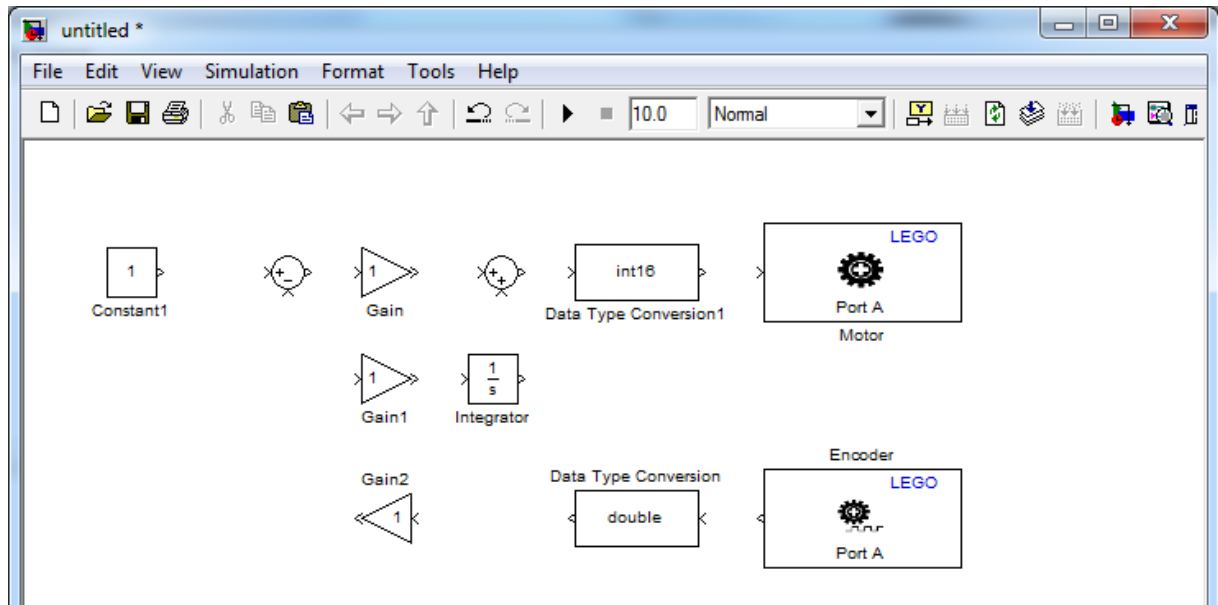 untitled *
File Edit View Simulation Format Tools Help
10.0 Normal
LEGO
1 + − 1 + + int16
Port A
Constant1 Gain Data Type Conversion1
Motor
1 1
s
Gain1 Integrator
Encoder
Gain2 Data Type Conversion LEGO
1 double
Port A